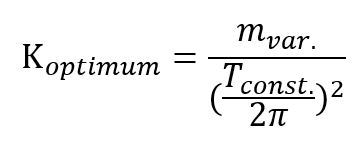 K_optimum = m_var. / (T_const. / 2π)²